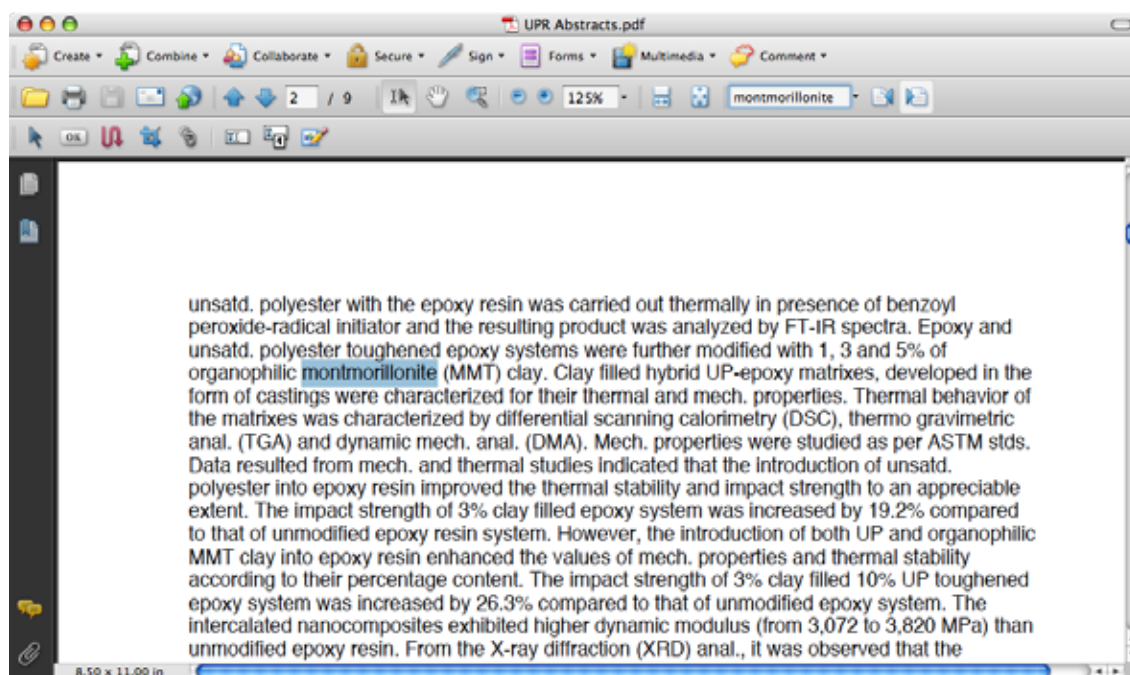 UPR Abstracts.pdf
Create Combine Collaborate Secure Sign Forms Multimedia Comment
2 / 9 125% montmorillonite
OK
unsatd. polyester with the epoxy resin was carried out thermally in presence of benzoyl
peroxide-radical initiator and the resulting product was analyzed by FT-IR spectra. Epoxy and
unsatd. polyester toughened epoxy systems were further modified with 1, 3 and 5% of
organophilic montmorillonite (MMT) clay. Clay filled hybrid UP-epoxy matrixes, developed in the
form of castings were characterized for their thermal and mech. properties. Thermal behavior of
the matrixes was characterized by differential scanning calorimetry (DSC), thermo gravimetric
anal. (TGA) and dynamic mech. anal. (DMA). Mech. properties were studied as per ASTM stds.
Data resulted from mech. and thermal studies indicated that the introduction of unsatd.
polyester into epoxy resin improved the thermal stability and impact strength to an appreciable
extent. The impact strength of 3% clay filled epoxy system was increased by 19.2% compared
to that of unmodified epoxy resin system. However, the introduction of both UP and organophilic
MMT clay into epoxy resin enhanced the values of mech. properties and thermal stability
according to their percentage content. The impact strength of 3% clay filled 10% UP toughened
epoxy system was increased by 26.3% compared to that of unmodified epoxy system. The
intercalated nanocomposites exhibited higher dynamic modulus (from 3,072 to 3,820 MPa) than
unmodified epoxy resin. From the X-ray diffraction (XRD) anal., it was observed that the
8.50 x 11.00 in